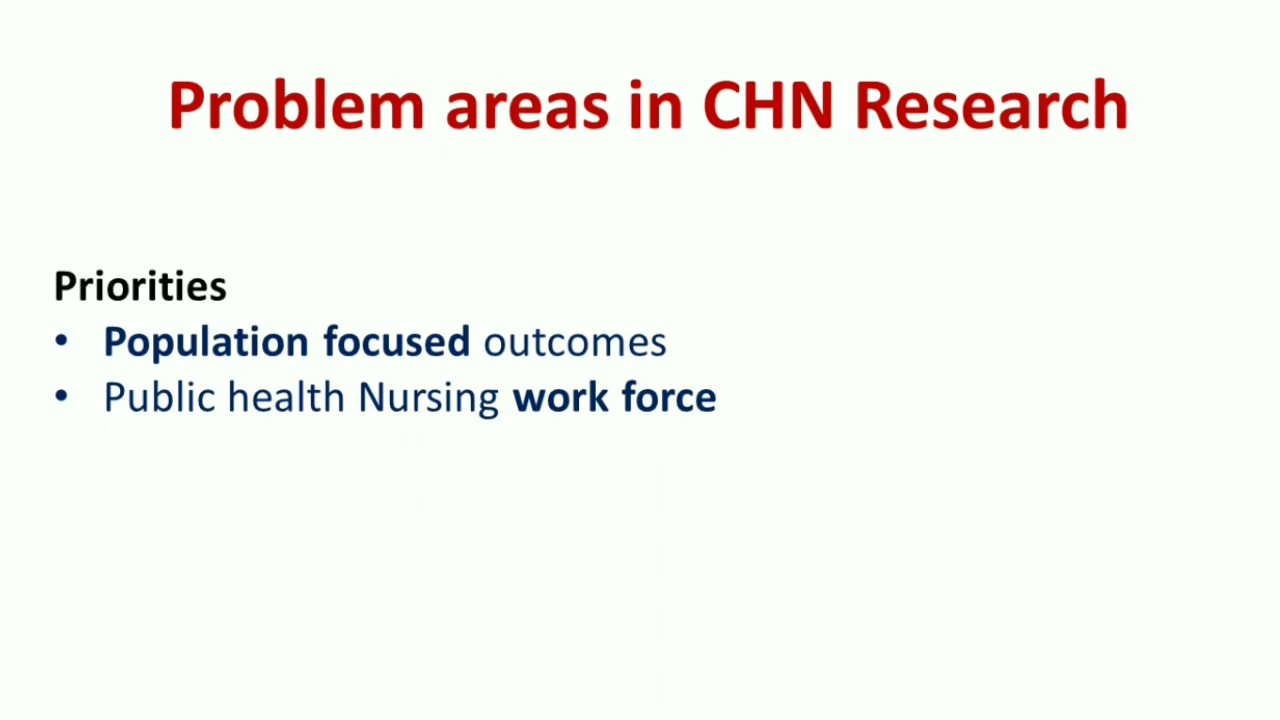 Problem areas in CHN Research
Priorities
• Population focused outcomes
• Public health Nursing work force